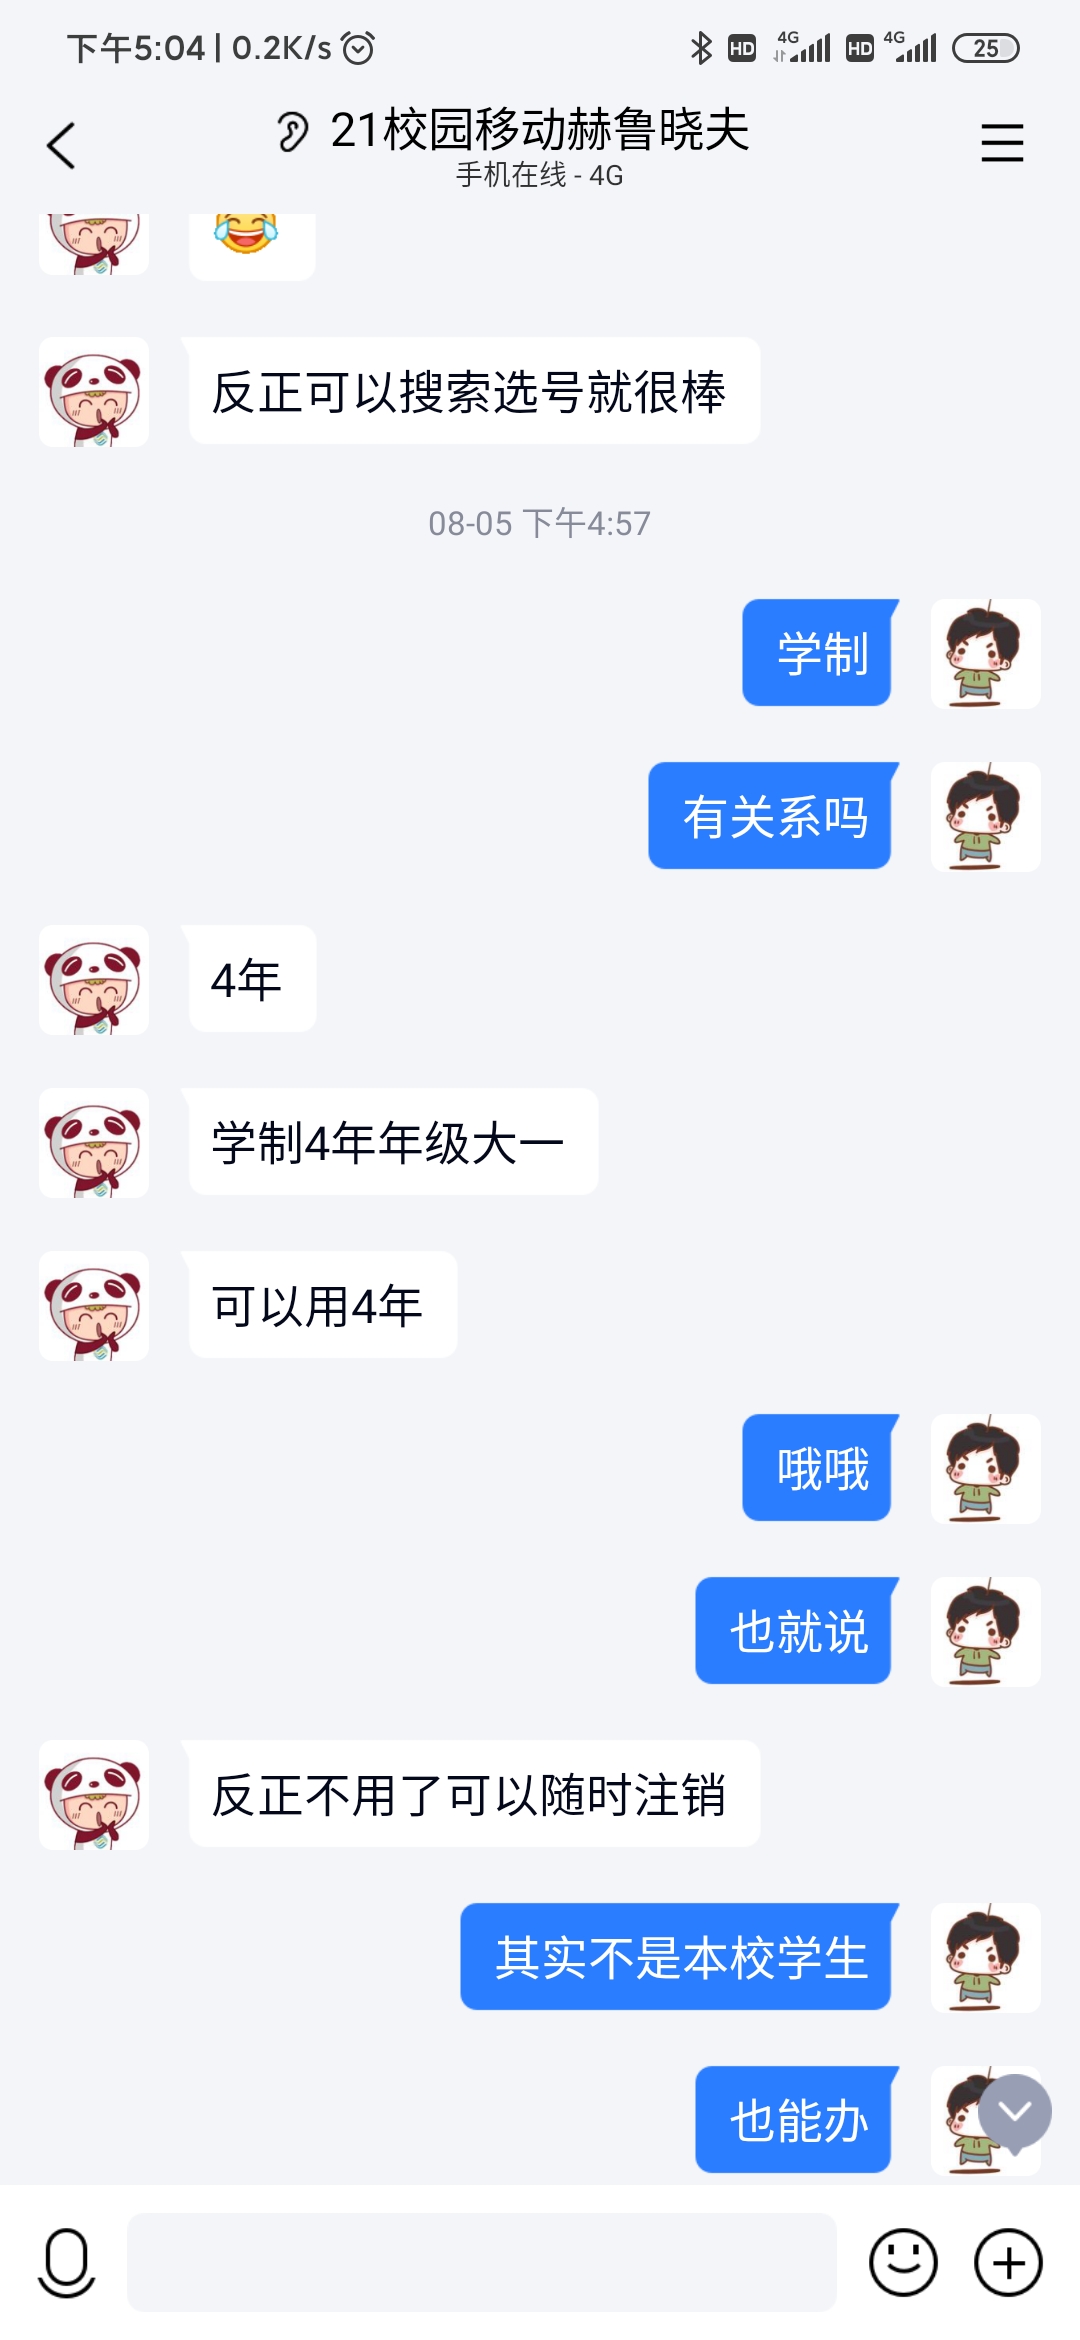 下午5:04 | 0.2K/s
HD 4G HD 4G 25
21校园移动赫鲁晓夫
手机在线 - 4G
反正可以搜索选号就很棒
08-05 下午4:57
学制
有关系吗
4年
学制4年年级大一
可以用4年
哦哦
也就说
反正不用了可以随时注销
其实不是本校学生
也能办